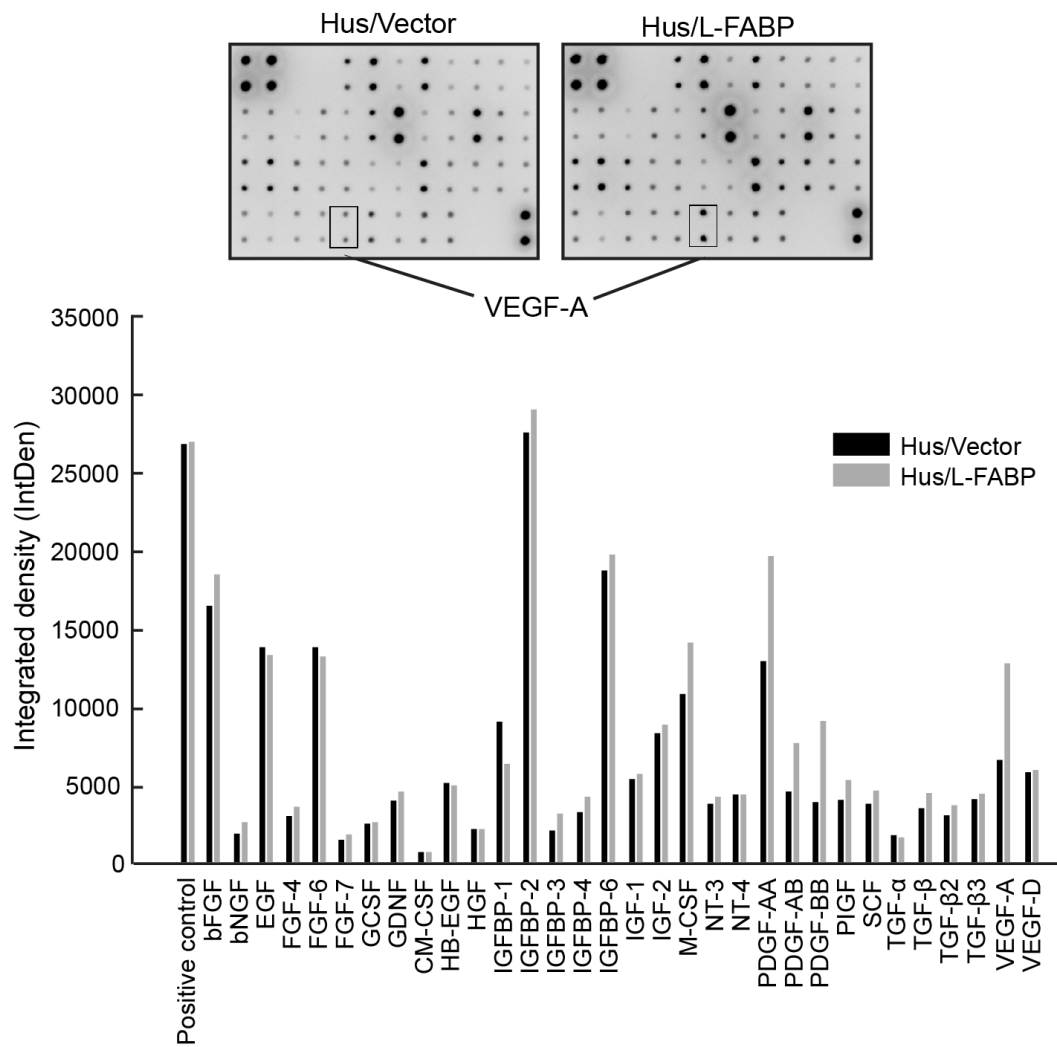 Hus/Vector
Hus/L-FABP
VEGF-A
35000
30000
25000
20000
15000
10000
5000
0
Integrated density (IntDen)
Hus/Vector
Hus/L-FABP
Positive control
bFGF
bNGF
EGF
FGF-4
FGF-6
FGF-7
GCSF
GDNF
CM-CSF
HB-EGF
HGF
IGFBP-1
IGFBP-2
IGFBP-3
IGFBP-4
IGFBP-6
IGF-1
IGF-2
M-CSF
NT-3
NT-4
PDGF-AA
PDGF-AB
PDGF-BB
PIGF
SCF
TGF-α
TGF-β
TGF-β2
TGF-β3
VEGF-A
VEGF-D